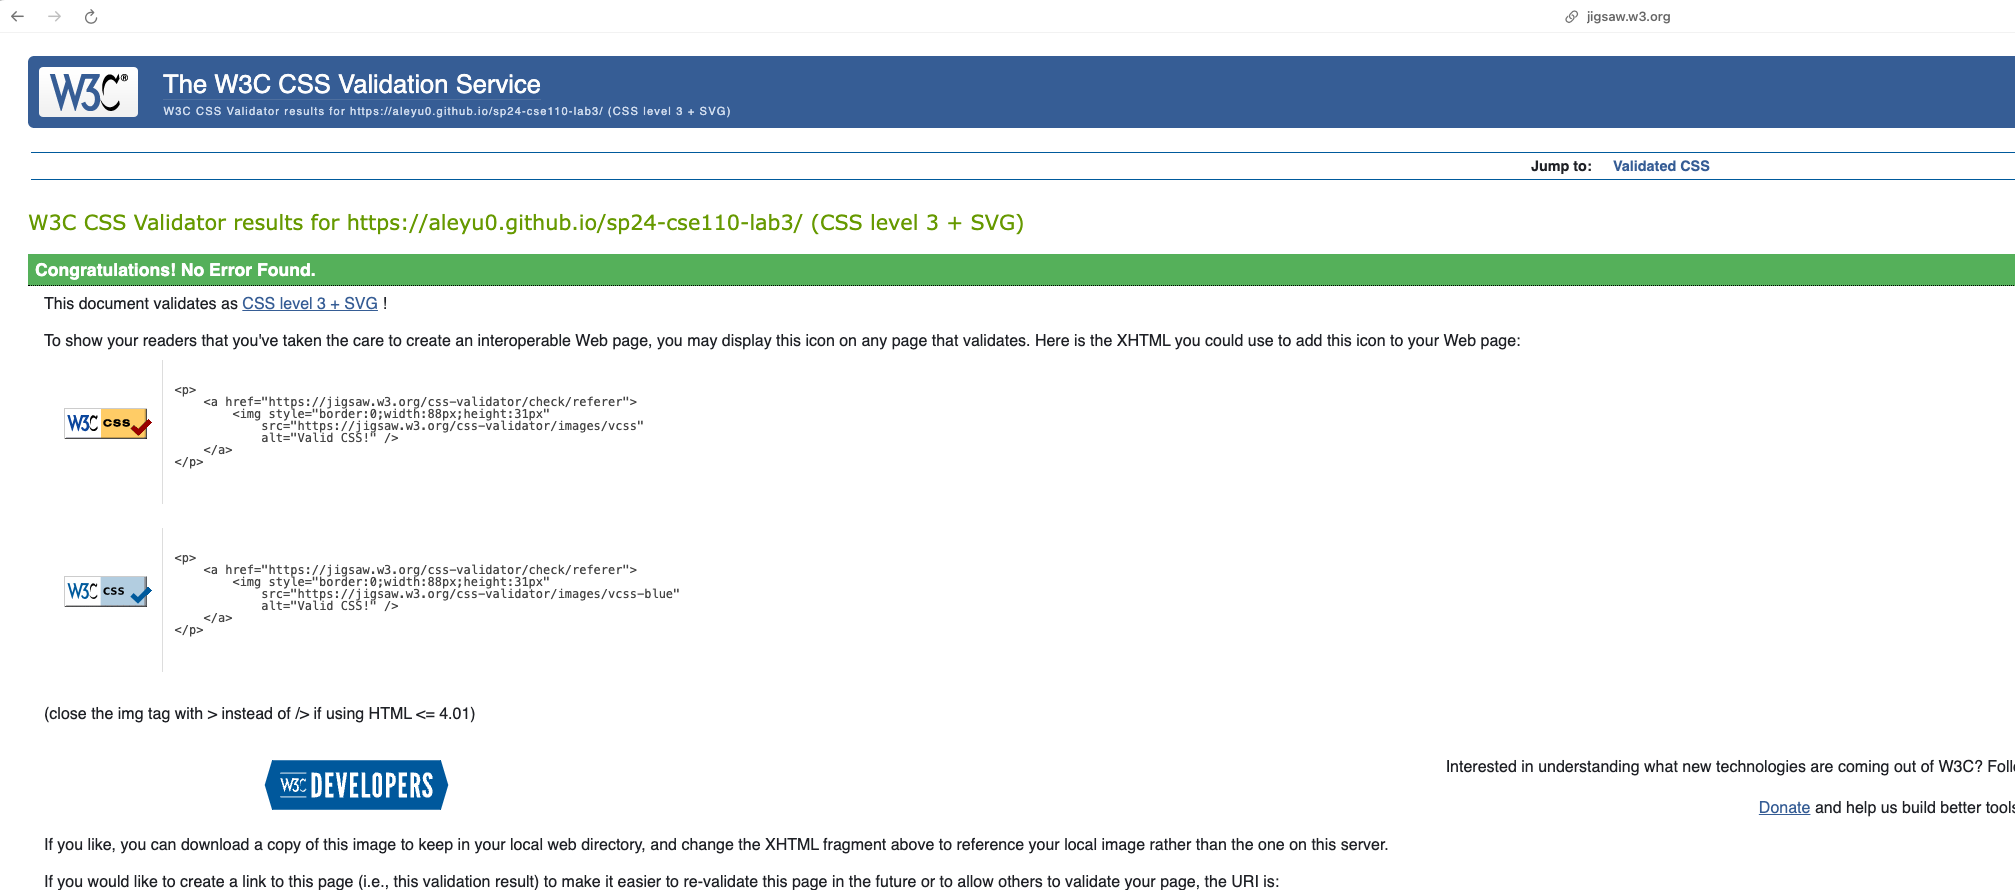 jigsaw.w3.org
W3C®
The W3C CSS Validation Service
W3C CSS Validator results for https://aleyu0.github.io/sp24-cse110-lab3/ (CSS level 3 + SVG)
Jump to: Validated CSS
W3C CSS Validator results for https://aleyu0.github.io/sp24-cse110-lab3/ (CSS level 3 + SVG)
Congratulations! No Error Found.
This document validates as CSS level 3 + SVG !
To show your readers that you've taken the care to create an interoperable Web page, you may display this icon on any page that validates. Here is the XHTML you could use to add this icon to your Web page:
W3C css
<p>
<a href="https://jigsaw.w3.org/css-validator/check/referer">
<img style="border:0;width:88px;height:31px"
src="https://jigsaw.w3.org/css-validator/images/vcss"
alt="Valid CSS!" />
</a>
</p>
W3C css
<p>
<a href="https://jigsaw.w3.org/css-validator/check/referer">
<img style="border:0;width:88px;height:31px"
src="https://jigsaw.w3.org/css-validator/images/vcss-blue"
alt="Valid CSS!" />
</a>
</p>
(close the img tag with > instead of /> if using HTML <= 4.01)
W3C DEVELOPERS
Interested in understanding what new technologies are coming out of W3C? Foll
Donate and help us build better tools
If you like, you can download a copy of this image to keep in your local web directory, and change the XHTML fragment above to reference your local image rather than the one on this server.
If you would like to create a link to this page (i.e., this validation result) to make it easier to re-validate this page in the future or to allow others to validate your page, the URI is: